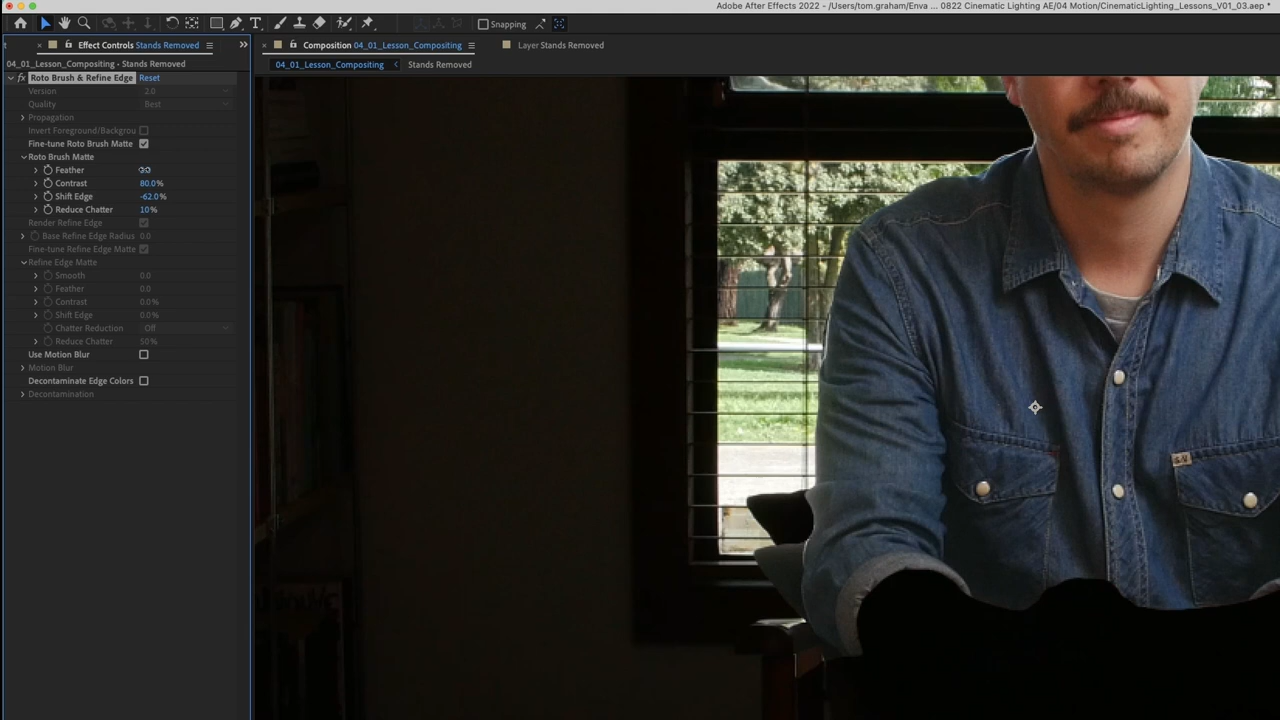 Adobe After Effects 2022 - /Users/tom.graham/Enva ... 0822 Cinematic Lighting AE/04 Motion/CinematicLighting_Lessons_V01_03.aep *
Snapping
Effect Controls Stands Removed
Composition 04_01_Lesson_Compositing
Layer Stands Removed
04_01_Lesson_Compositing • Stands Removed
04_01_Lesson_Compositing
Stands Removed
fx Roto Brush & Refine Edge Reset
Version 2.0
Quality Best
Propagation
Invert Foreground/Backgrou
Fine-tune Roto Brush Matte
Roto Brush Matte
Feather
Contrast 80.0%
Shift Edge -62.0%
Reduce Chatter 10%
Render Refine Edge
Base Refine Edge Radius 0.0
Fine-tune Refine Edge Matte
Refine Edge Matte
Smooth 0.0
Feather 0.0
Contrast 0.0%
Shift Edge 0.0%
Chatter Reduction Off
Reduce Chatter 50%
Use Motion Blur
Motion Blur
Decontaminate Edge Colors
Decontamination